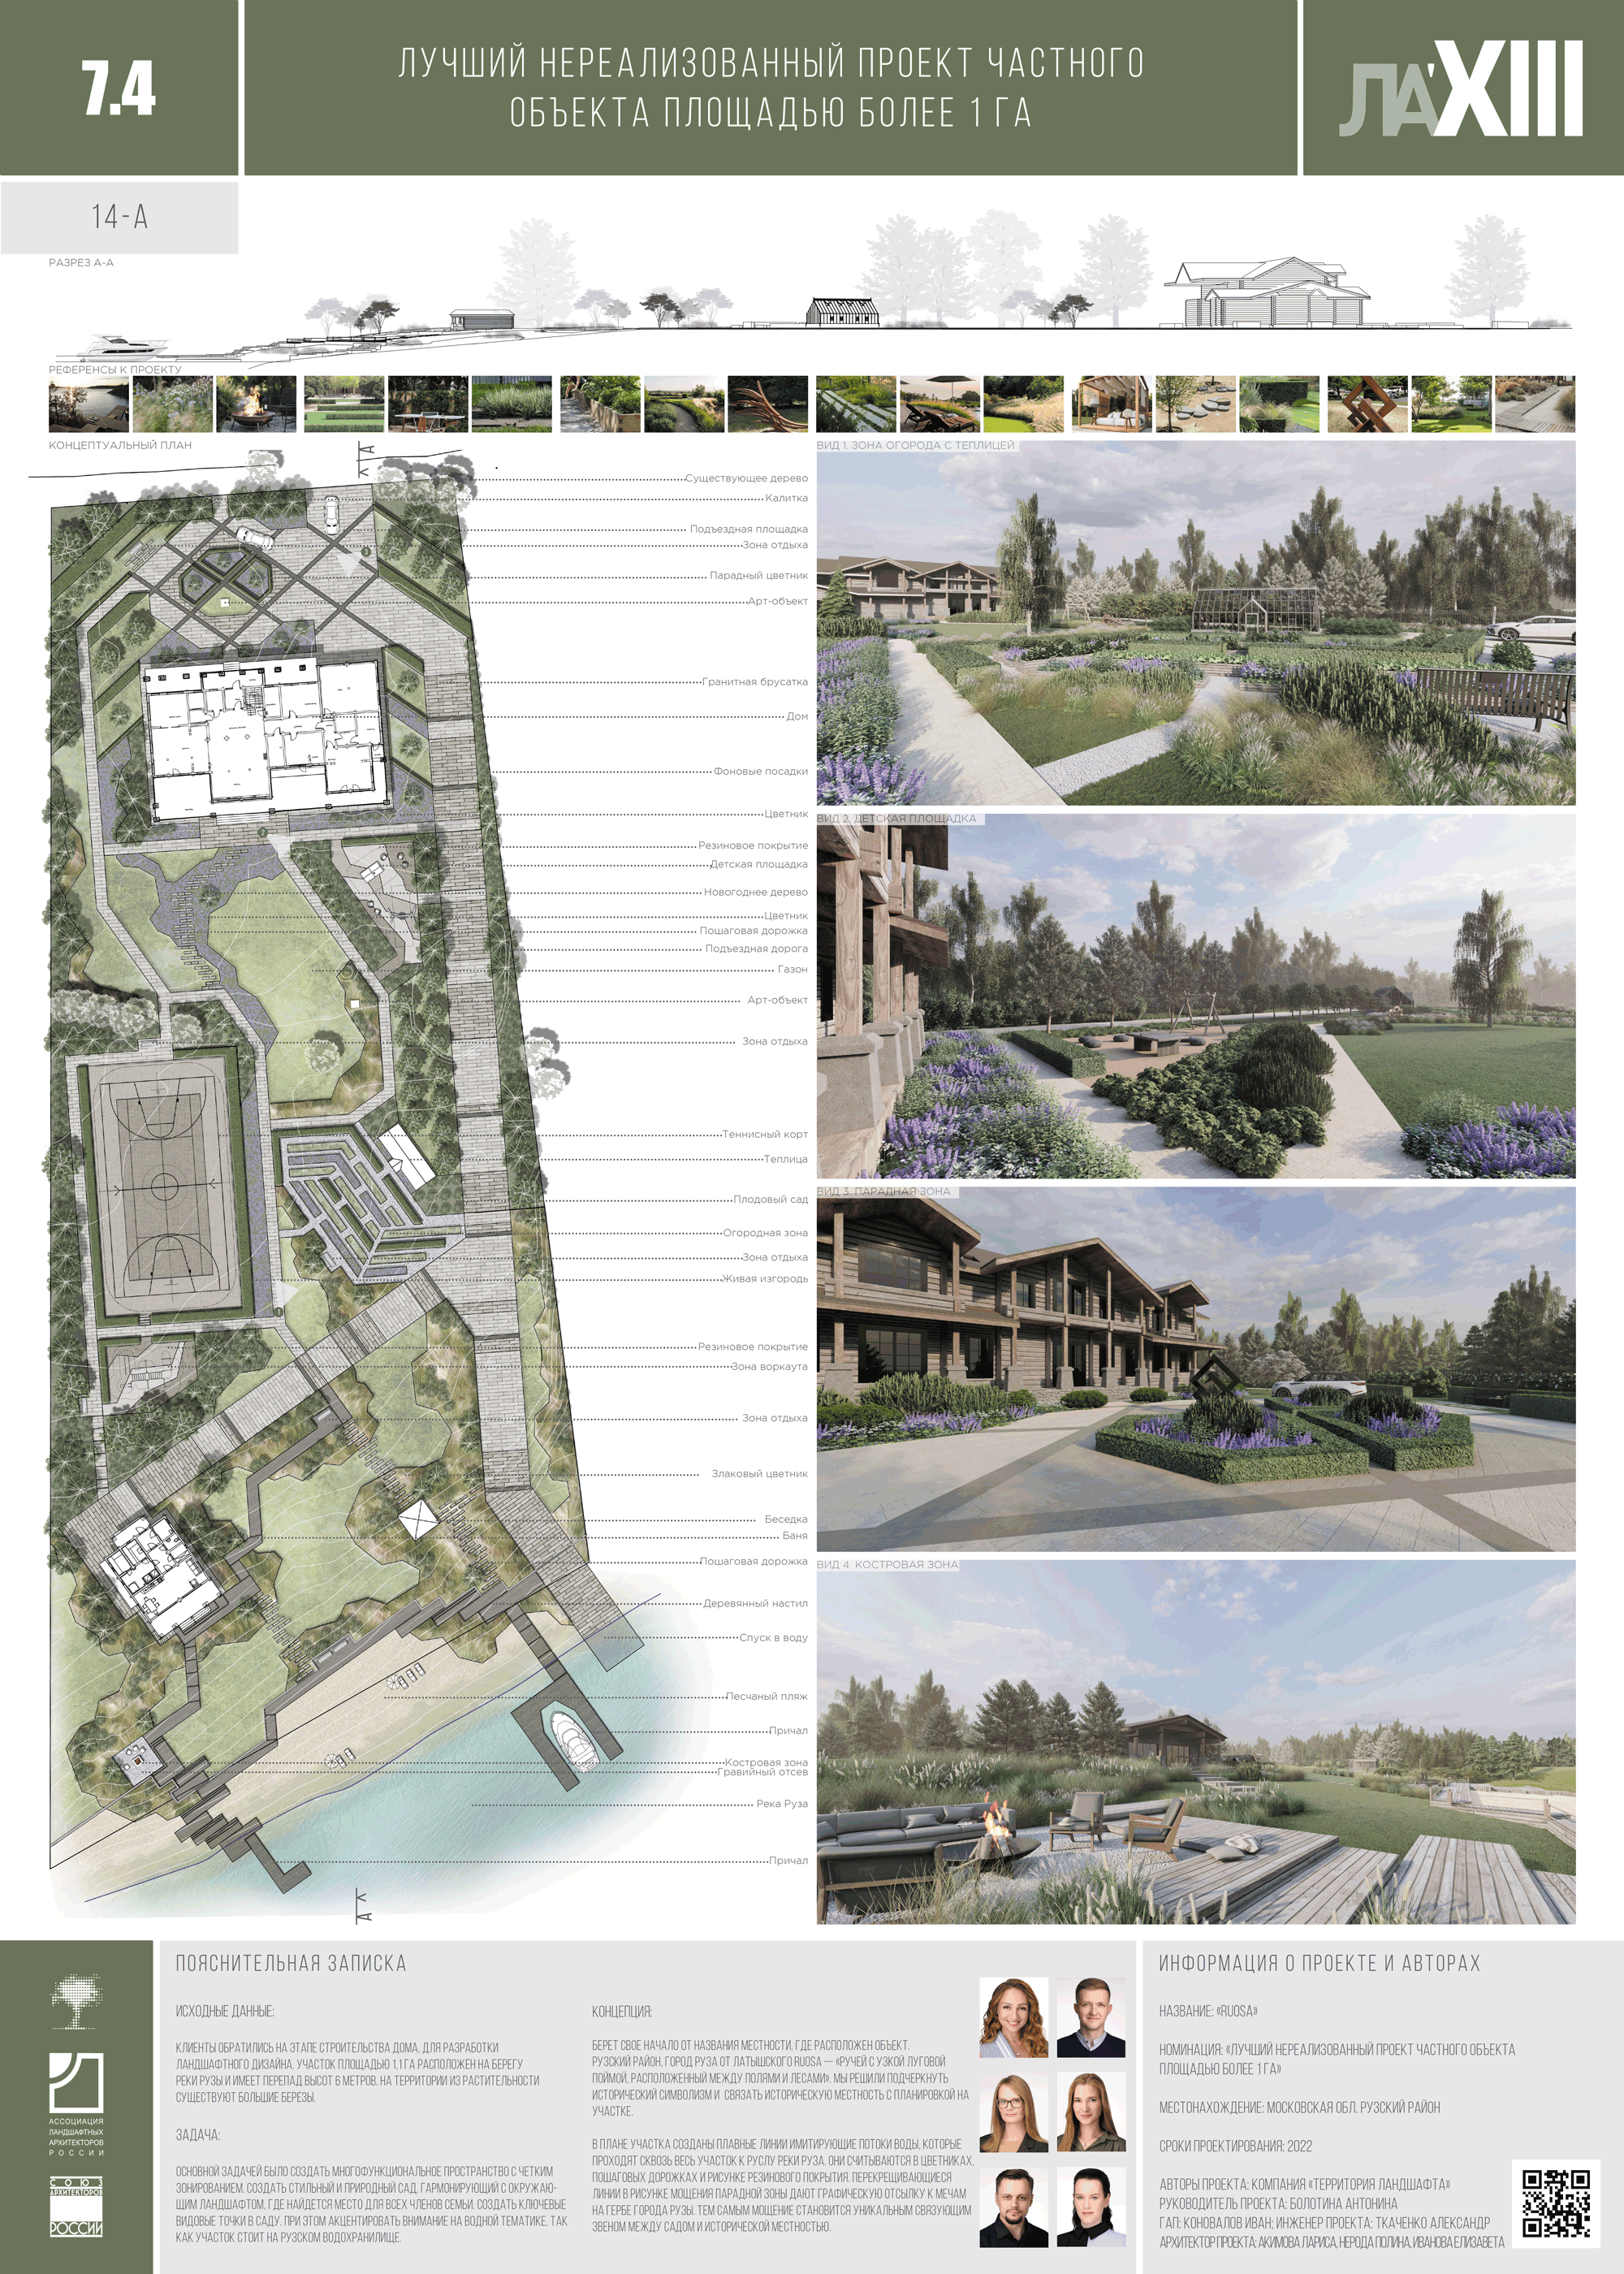 7.4
ЛУЧШИЙ НЕРЕАЛИЗОВАННЫЙ ПРОЕКТ ЧАСТНОГО
ОБЪЕКТА ПЛОЩАДЬЮ БОЛЕЕ 1 ГА
ЛА'XIII
14-А
РАЗРЕЗ А-А
РЕФЕРЕНСЫ К ПРОЕКТУ
КОНЦЕПТУАЛЬНЫЙ ПЛАН
А
Существующее дерево
Калитка
Подъездная площадка
Зона отдыха
Парадный цветник
Арт-объект
Гранитная брусатка
Дом
Фоновые посадки
Цветник
Резиновое покрытие
Детская площадка
Новогоднее дерево
Цветник
Пошаговая дорожка
Подъездная дорога
Газон
Арт-объект
Зона отдыха
Теннисный корт
Теплица
Плодовый сад
Огородная зона
Зона отдыха
Живая изгородь
Резиновое покрытие
Зона воркаута
Зона отдыха
Злаковый цветник
Беседка
Баня
Пошаговая дорожка
Деревянный настил
Спуск в воду
Песчаный пляж
Причал
Костровая зона
Гравийный отсев
Река Руза
Причал
А
3
2
1
ВИД 1. ЗОНА ОГОРОДА С ТЕПЛИЦЕЙ
ВИД 2. ДЕТСКАЯ ПЛОЩАДКА
ВИД 3. ПАРАДНАЯ ЗОНА
ВИД 4. КОСТРОВАЯ ЗОНА
АССОЦИАЦИЯ
ЛАНДШАФТНЫХ
АРХИТЕКТОРОВ
РОССИИ
СОЮЗ
АРХИТЕКТОРОВ
РОССИИ
ПОЯСНИТЕЛЬНАЯ ЗАПИСКА
ИСХОДНЫЕ ДАННЫЕ:
КЛИЕНТЫ ОБРАТИЛИСЬ НА ЭТАПЕ СТРОИТЕЛЬСТВА ДОМА, ДЛЯ РАЗРАБОТКИ
ЛАНДШАФТНОГО ДИЗАЙНА. УЧАСТОК ПЛОЩАДЬЮ 1,1 ГА РАСПОЛОЖЕН НА БЕРЕГУ
РЕКИ РУЗЫ И ИМЕЕТ ПЕРЕПАД ВЫСОТ 6 МЕТРОВ. НА ТЕРРИТОРИИ ИЗ РАСТИТЕЛЬНОСТИ
СУЩЕСТВУЮТ БОЛЬШИЕ БЕРЕЗЫ.
ЗАДАЧА:
ОСНОВНОЙ ЗАДАЧЕЙ БЫЛО СОЗДАТЬ МНОГОФУНКЦИОНАЛЬНОЕ ПРОСТРАНСТВО С ЧЕТКИМ
ЗОНИРОВАНИЕМ. СОЗДАТЬ СТИЛЬНЫЙ И ПРИРОДНЫЙ САД, ГАРМОНИРУЮЩИЙ С ОКРУЖАЮ-
ЩИМ ЛАНДШАФТОМ, ГДЕ НАЙДЕТСЯ МЕСТО ДЛЯ ВСЕХ ЧЛЕНОВ СЕМЬИ. СОЗДАТЬ КЛЮЧЕВЫЕ
ВИДОВЫЕ ТОЧКИ В САДУ. ПРИ ЭТОМ АКЦЕНТИРОВАТЬ ВНИМАНИЕ НА ВОДНОЙ ТЕМАТИКЕ, ТАК
КАК УЧАСТОК СТОИТ НА РУЗСКОМ ВОДОХРАНИЛИЩЕ.
КОНЦЕПЦИЯ:
БЕРЕТ СВОЕ НАЧАЛО ОТ НАЗВАНИЯ МЕСТНОСТИ, ГДЕ РАСПОЛОЖЕН ОБЪЕКТ.
РУЗСКИЙ РАЙОН, ГОРОД РУЗА ОТ ЛАТЫШСКОГО RUOSA — «РУЧЕЙ С УЗКОЙ ЛУГОВОЙ
ПОЙМОЙ, РАСПОЛОЖЕННЫЙ МЕЖДУ ПОЛЯМИ И ЛЕСАМИ». МЫ РЕШИЛИ ПОДЧЕРКНУТЬ
ИСТОРИЧЕСКИЙ СИМВОЛИЗМ И СВЯЗАТЬ ИСТОРИЧЕСКУЮ МЕСТНОСТЬ С ПЛАНИРОВКОЙ НА
УЧАСТКЕ.
В ПЛАНЕ УЧАСТКА СОЗДАНЫ ПЛАВНЫЕ ЛИНИИ ИМИТИРУЮЩИЕ ПОТОКИ ВОДЫ, КОТОРЫЕ
ПРОХОДЯТ СКВОЗЬ ВЕСЬ УЧАСТОК К РУСЛУ РЕКИ РУЗА. ОНИ СЧИТЫВАЮТСЯ В ЦВЕТНИКАХ,
ПОШАГОВЫХ ДОРОЖКАХ И РИСУНКЕ РЕЗИНОВОГО ПОКРЫТИЯ. ПЕРЕКРЕЩИВАЮЩИЕСЯ
ЛИНИИ В РИСУНКЕ МОЩЕНИЯ ПАРАДНОЙ ЗОНЫ ДАЮТ ГРАФИЧЕСКУЮ ОТСЫЛКУ К МЕЧАМ
НА ГЕРБЕ ГОРОДА РУЗЫ. ТЕМ САМЫМ МОЩЕНИЕ СТАНОВИТСЯ УНИКАЛЬНЫМ СВЯЗУЮЩИМ
ЗВЕНОМ МЕЖДУ САДОМ И ИСТОРИЧЕСКОЙ МЕСТНОСТЬЮ.
ИНФОРМАЦИЯ О ПРОЕКТЕ И АВТОРАХ
НАЗВАНИЕ: «RUOSA»
НОМИНАЦИЯ: «ЛУЧШИЙ НЕРЕАЛИЗОВАННЫЙ ПРОЕКТ ЧАСТНОГО ОБЪЕКТА
ПЛОЩАДЬЮ БОЛЕЕ 1 ГА»
МЕСТОНАХОЖДЕНИЕ: МОСКОВСКАЯ ОБЛ. РУЗСКИЙ РАЙОН
СРОКИ ПРОЕКТИРОВАНИЯ: 2022
АВТОРЫ ПРОЕКТА: КОМПАНИЯ «ТЕРРИТОРИЯ ЛАНДШАФТА»
РУКОВОДИТЕЛЬ ПРОЕКТА: БОЛОТИНА АНТОНИНА
ГАП: КОНОВАЛОВ ИВАН; ИНЖЕНЕР ПРОЕКТА: ТКАЧЕНКО АЛЕКСАНДР
АРХИТЕКТОР ПРОЕКТА: АКИМОВА ЛАРИСА, НЕРОДА ПОЛИНА, ИВАНОВА ЕЛИЗАВЕТА